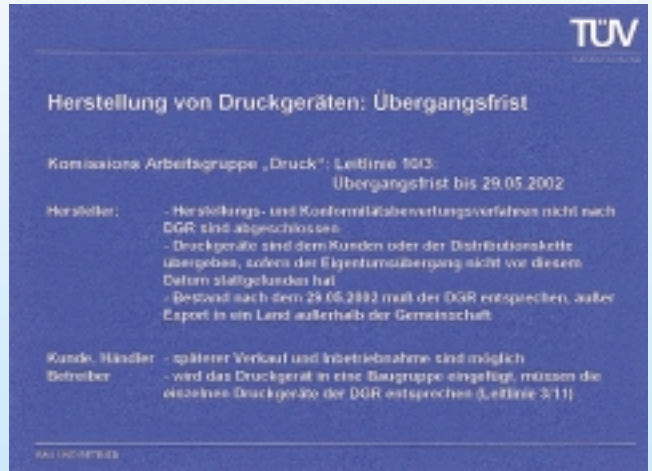 TÜV
Herstellung von Druckgeräten: Übergangsfrist
Komissions Arbeitsgruppe „Druck“: Leitlinie 10/3:
Übergangsfrist bis 29.05.2002
Hersteller: - Herstellungs- und Konformitätsbewertungsverfahren nicht nach
DGR sind abgeschlossen
- Druckgeräte sind dem Kunden oder der Distributionskette
übergeben, sofern der Eigentumsübergang nicht vor diesem
Datum stattgefunden hat
- Bestand nach dem 29.05.2002 muß der DGR entsprechen, außer
Export in ein Land außerhalb der Gemeinschaft
Kunde, Händler - späterer Verkauf und Inbetriebnahme sind möglich
Betreiber - wird das Druckgerät in eine Baugruppe eingefügt, müssen die
einzelnen Druckgeräte der DGR entsprechen (Leitlinie 3/11)
BAU UND BETRIEB